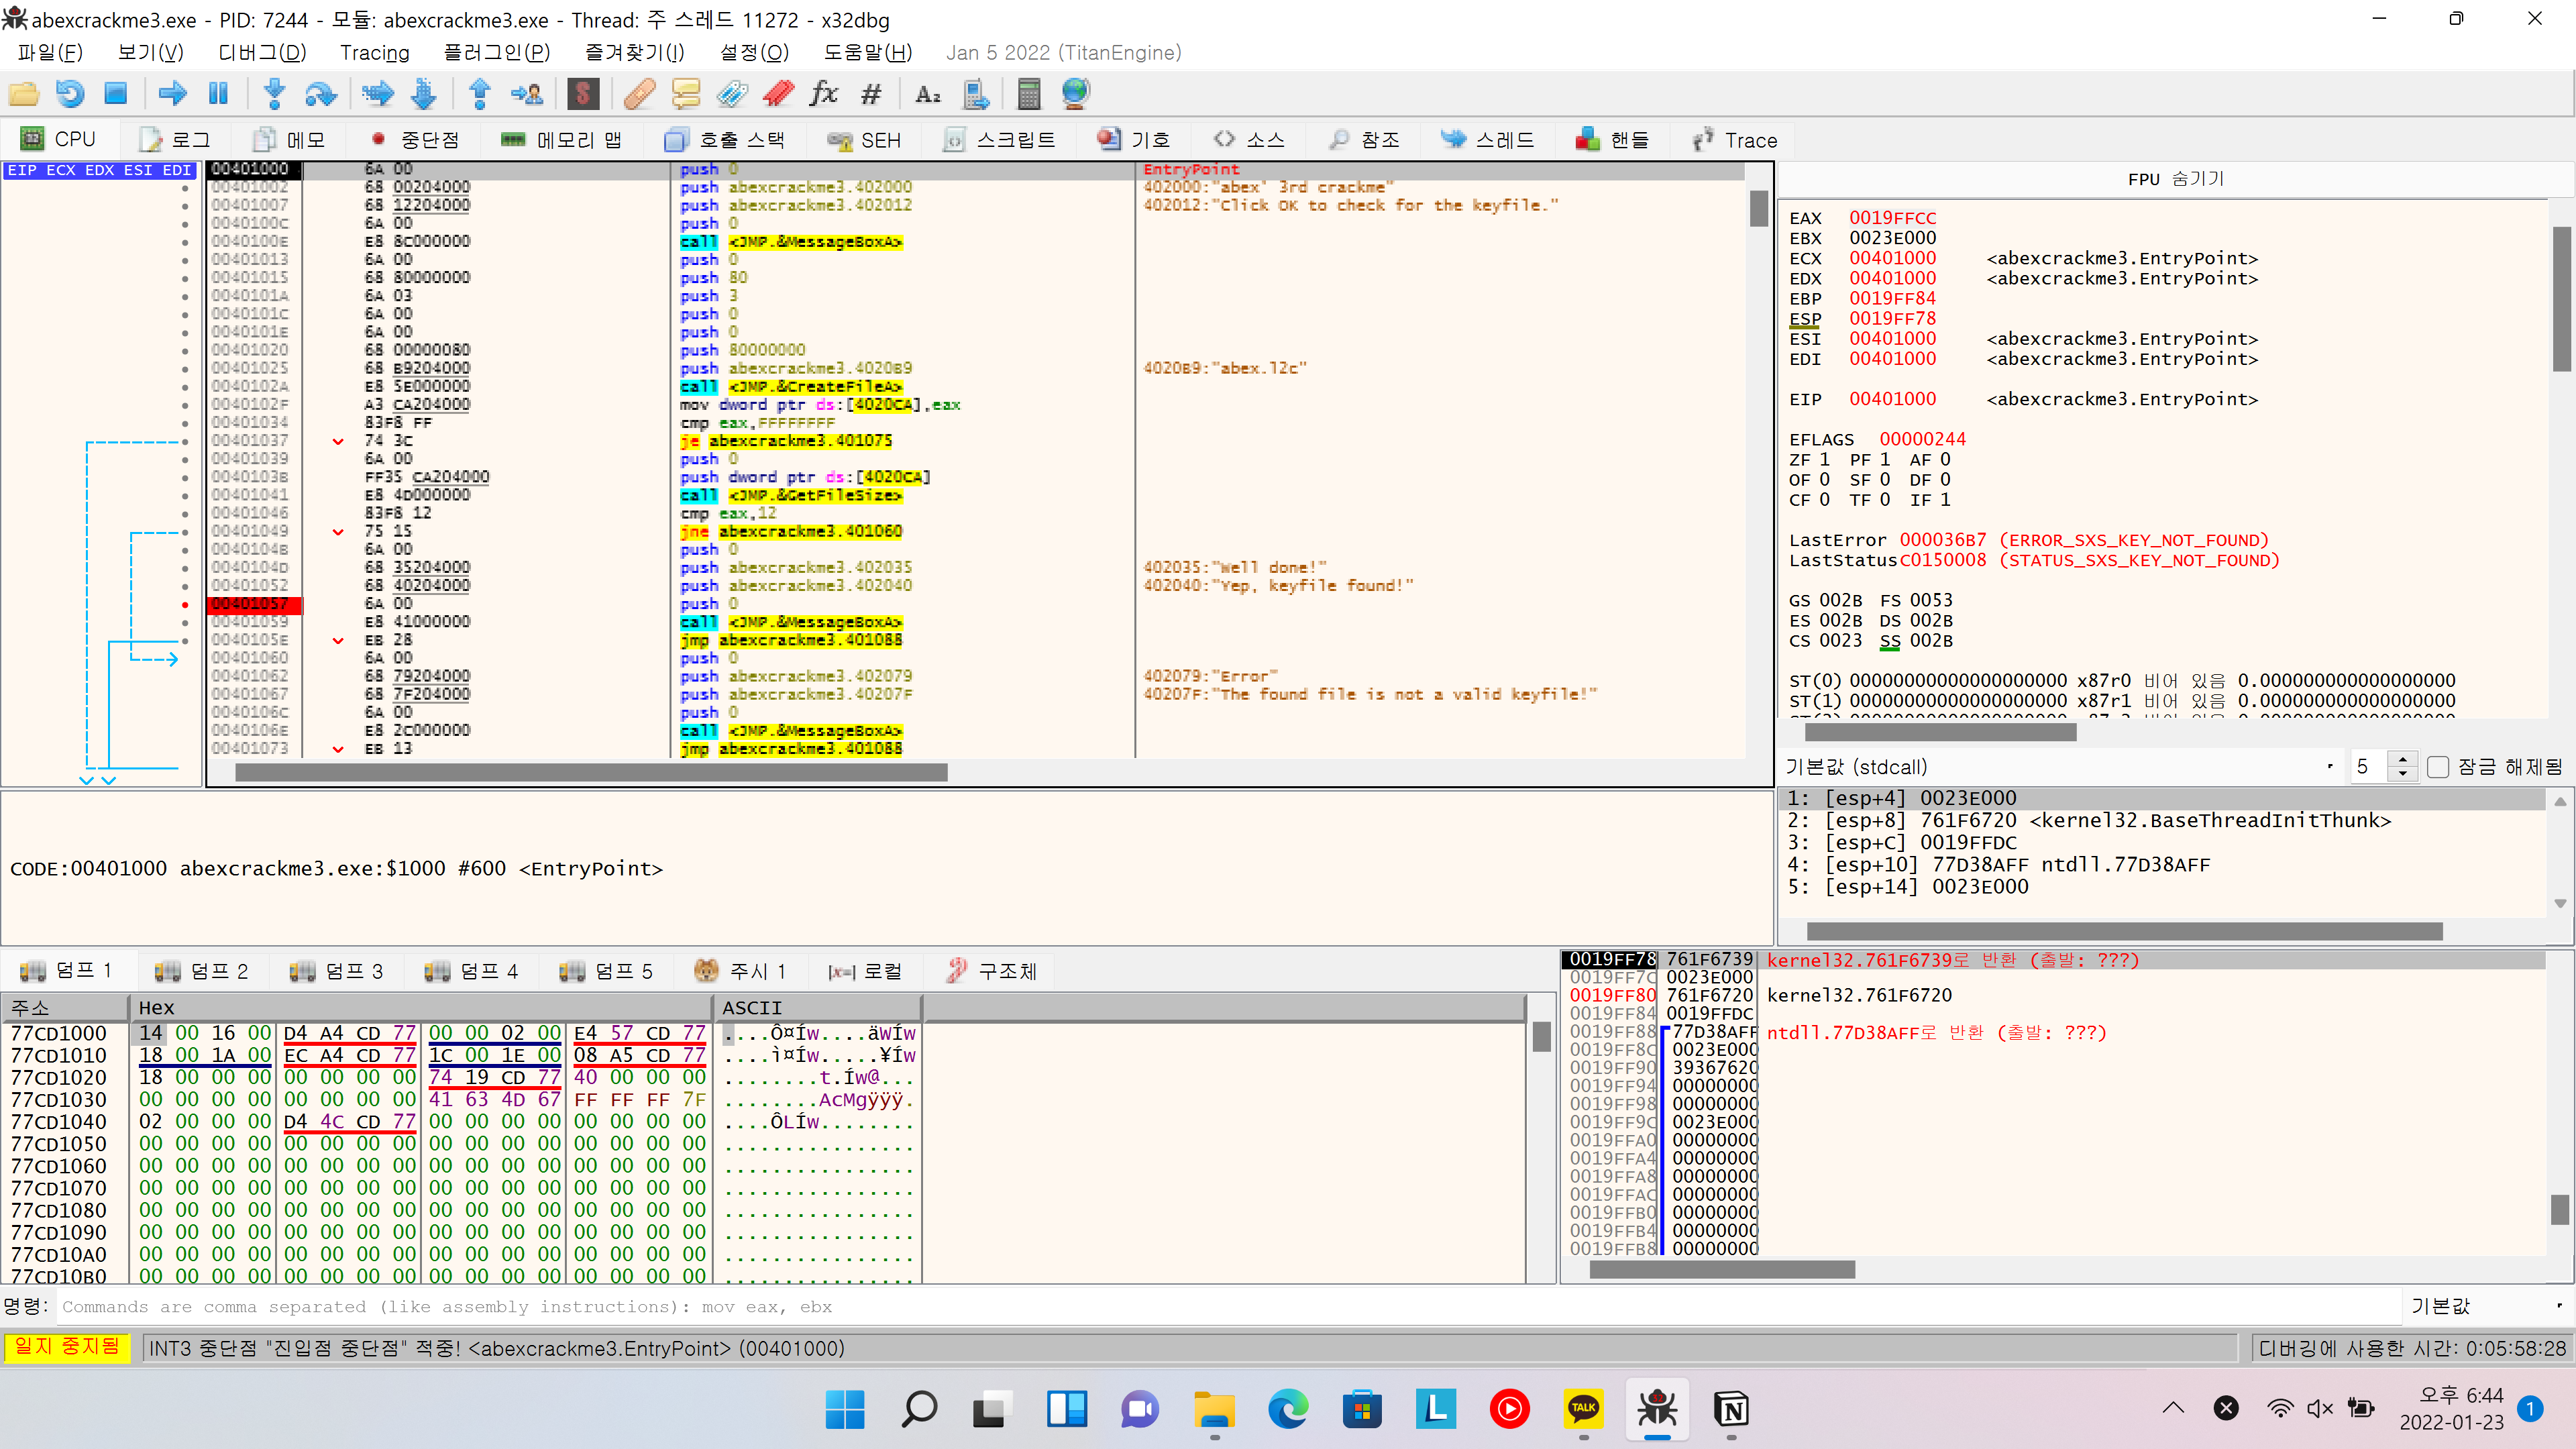 abexcrackme3.exe - PID: 7244 - 모듈: abexcrackme3.exe - Thread: 주 스레드 11272 - x32dbg
파일(F) 보기(V) 디버그(D) Tracing 플러그인(P) 즐겨찾기(I) 설정(O) 도움말(H) Jan 5 2022 (TitanEngine)
CPU 로그 메모 중단점 메모리 맵 호출 스택 SEH 스크립트 기호 소스 참조 스레드 핸들 Trace
EIP ECX EDX ESI EDI
00401000 6A 00 push 0 EntryPoint
00401002 68 00204000 push abexcrackme3.402000 402000:"abex' 3rd crackme"
00401007 68 12204000 push abexcrackme3.402012 402012:"Click OK to check for the keyfile."
0040100C 6A 00 push 0
0040100E E8 8C000000 call <JMP.&MessageBoxA>
00401013 6A 00 push 0
00401015 68 80000000 push 80
0040101A 6A 03 push 3
0040101C 6A 00 push 0
0040101E 6A 00 push 0
00401020 68 00000080 push 80000000
00401025 68 B9204000 push abexcrackme3.4020B9 4020B9:"abex.l2c"
0040102A E8 5E000000 call <JMP.&CreateFileA>
0040102F A3 CA204000 mov dword ptr ds:[4020CA],eax
00401034 83F8 FF cmp eax,FFFFFFFF
00401037 74 3C je abexcrackme3.401075
00401039 6A 00 push 0
0040103B FF35 CA204000 push dword ptr ds:[4020CA]
00401041 E8 4D000000 call <JMP.&GetFileSize>
00401046 83F8 12 cmp eax,12
00401049 75 15 jne abexcrackme3.401060
0040104B 6A 00 push 0
0040104D 68 35204000 push abexcrackme3.402035 402035:"Well done!"
00401052 68 40204000 push abexcrackme3.402040 402040:"Yep, keyfile found!"
00401057 6A 00 push 0
00401059 E8 41000000 call <JMP.&MessageBoxA>
0040105E EB 28 jmp abexcrackme3.401088
00401060 6A 00 push 0
00401062 68 79204000 push abexcrackme3.402079 402079:"Error"
00401067 68 7F204000 push abexcrackme3.40207F 40207F:"The found file is not a valid keyfile!"
0040106C 6A 00 push 0
0040106E E8 2C000000 call <JMP.&MessageBoxA>
00401073 EB 13 jmp abexcrackme3.401088
FPU 숨기기
EAX 0019FFCC
EBX 0023E000
ECX 00401000 <abexcrackme3.EntryPoint>
EDX 00401000 <abexcrackme3.EntryPoint>
EBP 0019FF84
ESP 0019FF78
ESI 00401000 <abexcrackme3.EntryPoint>
EDI 00401000 <abexcrackme3.EntryPoint>
EIP 00401000 <abexcrackme3.EntryPoint>
EFLAGS 00000244
ZF 1 PF 1 AF 0
OF 0 SF 0 DF 0
CF 0 TF 0 IF 1
LastError 000036B7 (ERROR_SXS_KEY_NOT_FOUND)
LastStatus C0150008 (STATUS_SXS_KEY_NOT_FOUND)
GS 002B FS 0053
ES 002B DS 002B
CS 0023 SS 002B
ST(0) 00000000000000000000 x87r0 비어 있음 0.000000000000000000
ST(1) 00000000000000000000 x87r1 비어 있음 0.000000000000000000
기본값 (stdcall) 5 잠금 해제됨
1: [esp+4] 0023E000
2: [esp+8] 761F6720 <kernel32.BaseThreadInitThunk>
3: [esp+C] 0019FFDC
4: [esp+10] 77D38AFF ntdll.77D38AFF
5: [esp+14] 0023E000
CODE:00401000 abexcrackme3.exe:$1000 #600 <EntryPoint>
덤프 1 덤프 2 덤프 3 덤프 4 덤프 5 주시 1 [x=] 로컬 구조체
주소 Hex ASCII
77CD1000 14 00 16 00 D4 A4 CD 77 00 00 02 00 E4 57 CD 77 ....Ô¤Íw....äWÍw
77CD1010 18 00 1A 00 EC A4 CD 77 1C 00 1E 00 08 A5 CD 77 ....ì¤Íw.....¥Íw
77CD1020 18 00 00 00 00 00 00 00 74 19 CD 77 40 00 00 00 ........t.Íw@...
77CD1030 00 00 00 00 00 00 00 00 41 63 4D 67 FF FF FF 7F ........AcMgÿÿÿ.
77CD1040 02 00 00 00 D4 4C CD 77 00 00 00 00 00 00 00 00 ....ÔLÍw........
77CD1050 00 00 00 00 00 00 00 00 00 00 00 00 00 00 00 00 ................
77CD1060 00 00 00 00 00 00 00 00 00 00 00 00 00 00 00 00 ................
77CD1070 00 00 00 00 00 00 00 00 00 00 00 00 00 00 00 00 ................
77CD1080 00 00 00 00 00 00 00 00 00 00 00 00 00 00 00 00 ................
77CD1090 00 00 00 00 00 00 00 00 00 00 00 00 00 00 00 00 ................
77CD10A0 00 00 00 00 00 00 00 00 00 00 00 00 00 00 00 00 ................
77CD10B0 00 00 00 00 00 00 00 00 00 00 00 00 00 00 00 00 ................
0019FF78 761F6739 kernel32.761F6739로 반환 (출발: ???)
0019FF7C 0023E000
0019FF80 761F6720 kernel32.761F6720
0019FF84 0019FFDC
0019FF88 77D38AFF ntdll.77D38AFF로 반환 (출발: ???)
0019FF8C 0023E000
0019FF90 39367620
0019FF94 00000000
0019FF98 00000000
0019FF9C 0023E000
0019FFA0 00000000
0019FFA4 00000000
0019FFA8 00000000
0019FFAC 00000000
0019FFB0 00000000
0019FFB4 00000000
0019FFB8 00000000
명령: Commands are comma separated (like assembly instructions): mov eax, ebx 기본값
일지 중지됨 INT3 중단점 "진입점 중단점" 적중! <abexcrackme3.EntryPoint> (00401000) 디버깅에 사용한 시간: 0:05:58:28
TALK
오후 6:44
2022-01-23 1